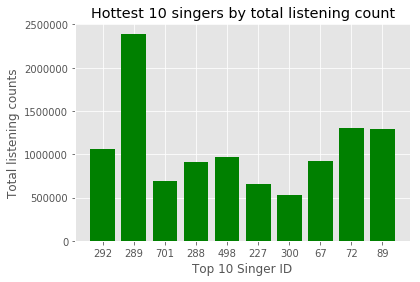 Hottest 10 singers by total listening count
2500000
2000000
1500000
1000000
500000
0
Total listening counts
292 289 701 288 498 227 300 67 72 89
Top 10 Singer ID